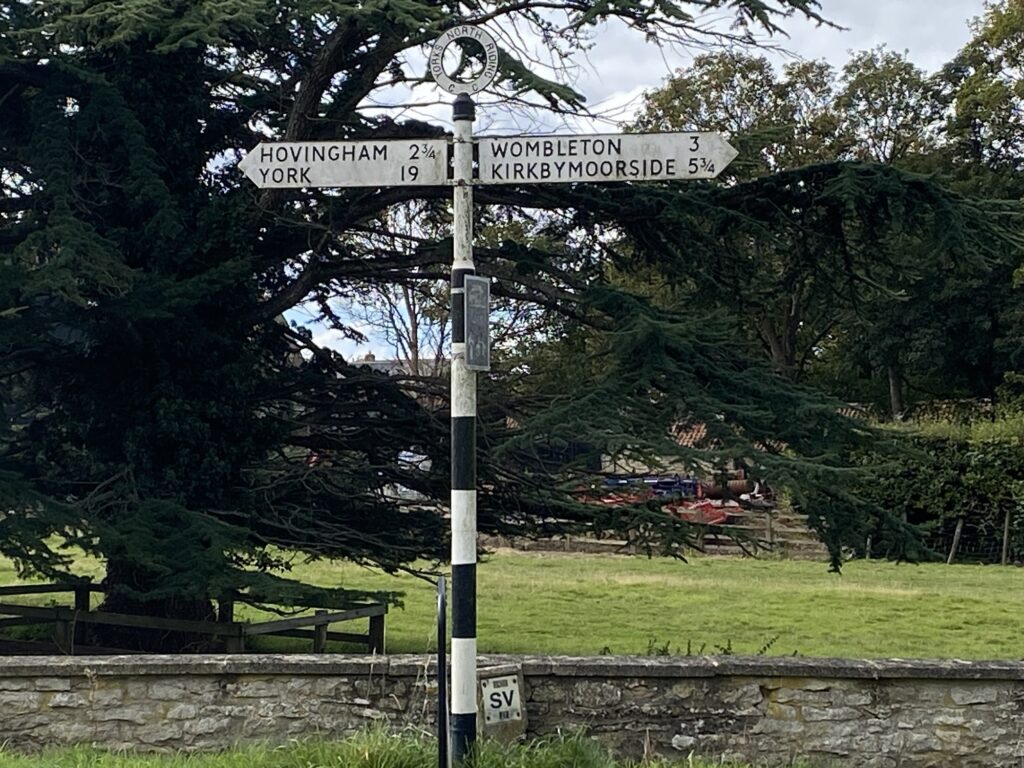 YORKS NORTH RIDING
HOVINGHAM 2¾
YORK 19
WOMBLETON 3
KIRKBYMOORSIDE 5¾
SV